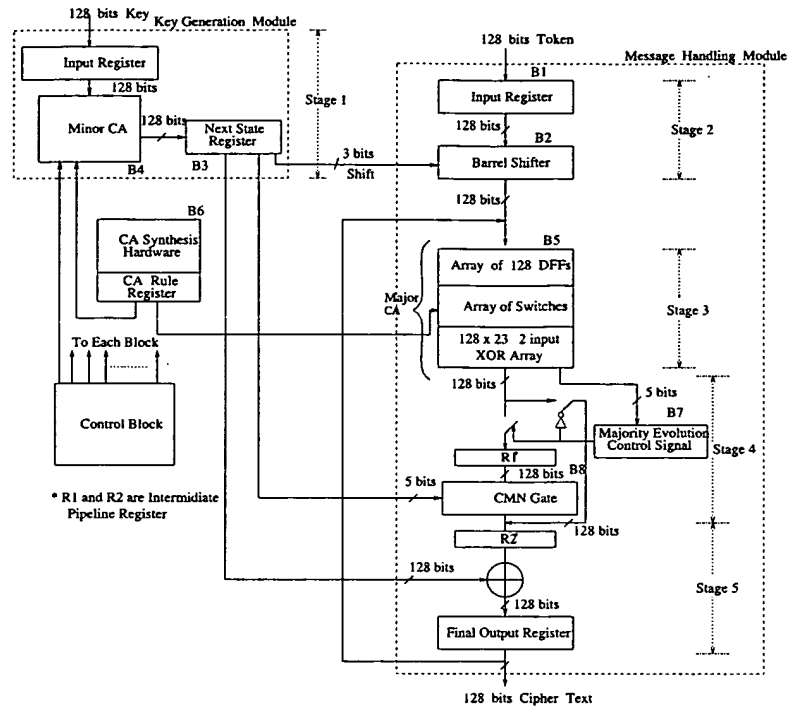 128 bits Key
Key Generation Module
Input Register
128 bits
Minor CA
128 bits
Next State
Register
B4
B3
Stage 1
3 bits
Shift
128 bits Token
Message Handling Module
B1
Input Register
128 bits
B2
Barrel Shifter
128 bits
Stage 2
B6
CA Synthesis
Hardware
CA Rule
Register
Major
CA
B5
Array of 128 DFFs
Array of Switches
128 x 23 2 input
XOR Array
Stage 3
To Each Block
Control Block
128 bits
5 bits
B7
Majority Evolution
Control Signal
Stage 4
R1
128 bits
B8
5 bits
CMN Gate
128 bits
R2
* R1 and R2 are Intermediate
Pipeline Register
128 bits
128 bits
Stage 5
Final Output Register
128 bits Cipher Text